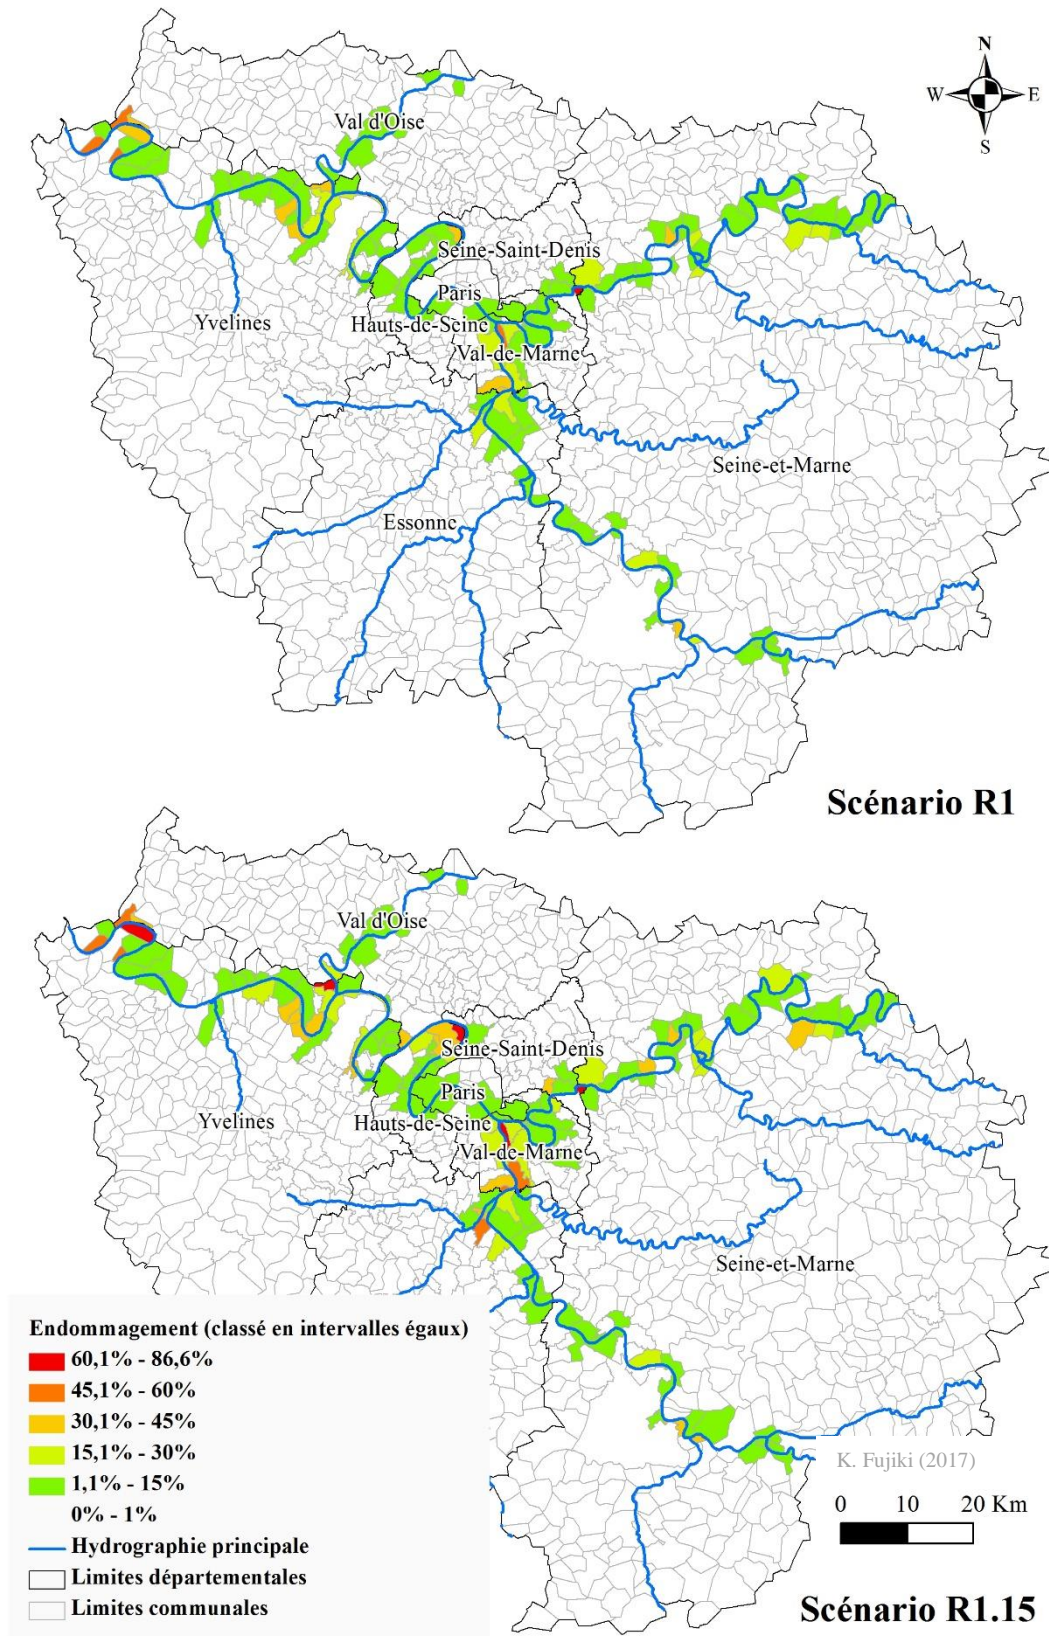 N
W
E
S
Val d'Oise
Seine-Saint-Denis
Paris
Yvelines
Hauts-de-Seine
Val-de-Marne
Seine-et-Marne
Essonne
Scénario R1
Val d'Oise
Seine-Saint-Denis
Paris
Yvelines
Hauts-de-Seine
Val-de-Marne
Seine-et-Marne
Endommagement (classé en intervalles égaux)
60,1% - 86,6%
45,1% - 60%
30,1% - 45%
15,1% - 30%
1,1% - 15%
0% - 1%
Hydrographie principale
Limites départementales
Limites communales
K. Fujiki (2017)
0 10 20 Km
Scénario R1.15